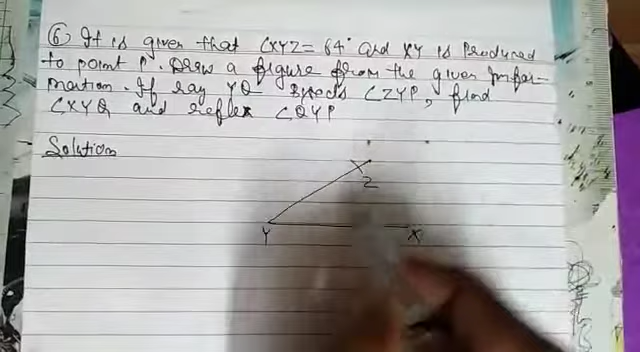 ⑥ It is given that ∠XYZ = 64° and XY is produced
to point P. Draw a figure from the given infor-
mation. If ray YQ bisects ∠ZYP, find
∠XYQ and reflex ∠QYP
Solution
Z
Y
X